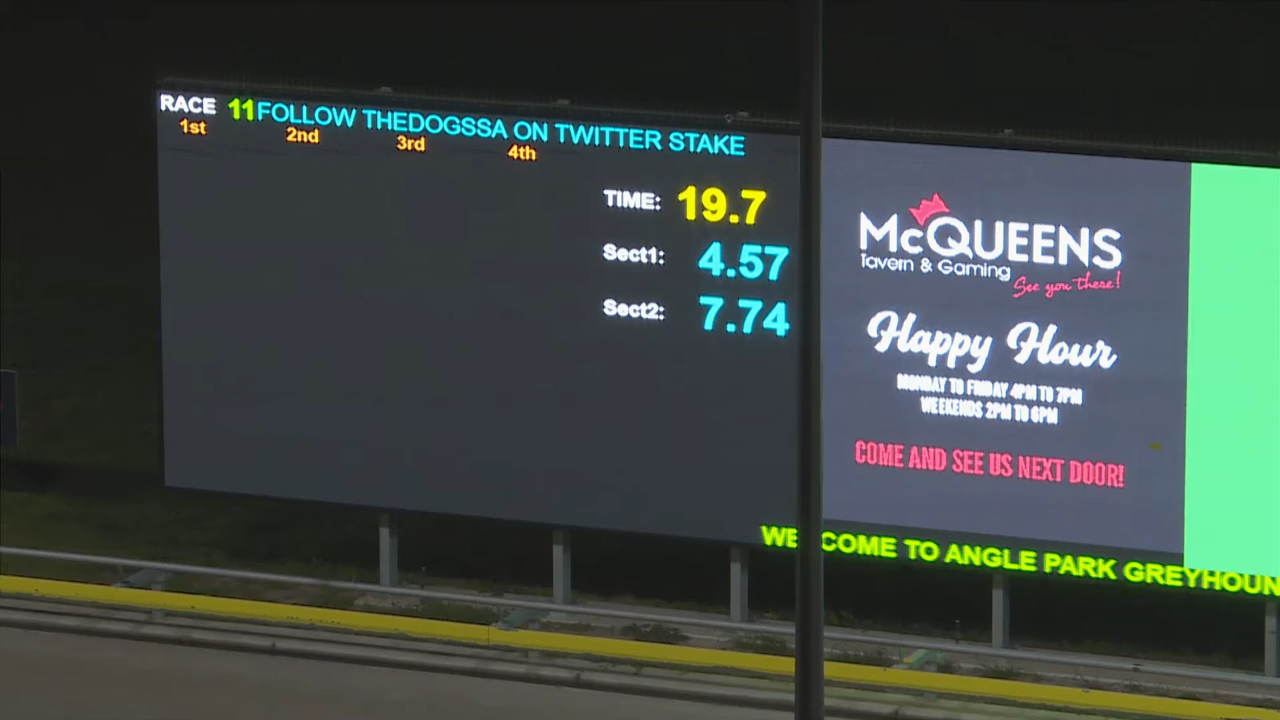 RACE 11 FOLLOW THEDOGSSA ON TWITTER STAKE
1st 2nd 3rd 4th
TIME: 19.7
Sect1: 4.57
Sect2: 7.74
McQUEENS
Tavern & Gaming
See you there!
Happy Hour
MONDAY TO FRIDAY 4PM TO 7PM
WEEKENDS 2PM TO 6PM
COME AND SEE US NEXT DOOR!
WELCOME TO ANGLE PARK GREYHOUN